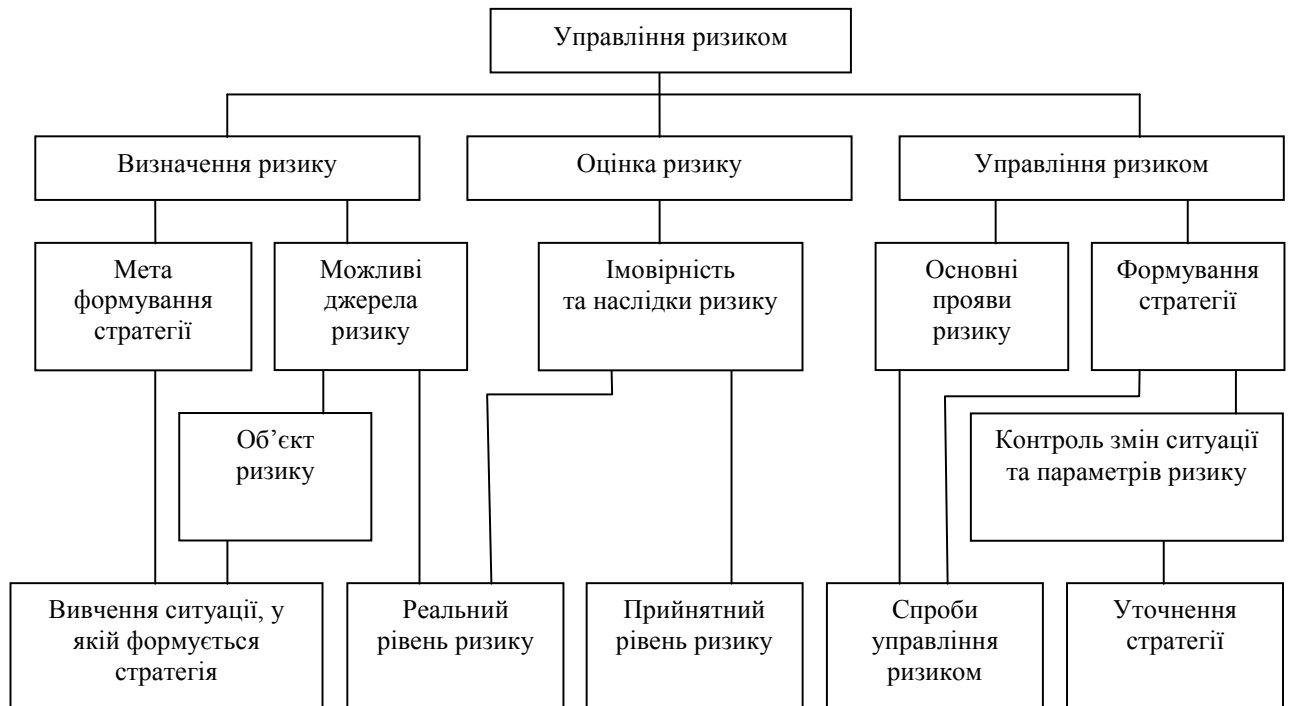 Управління ризиком
Визначення ризику
Оцінка ризику
Управління ризиком
Мета
формування
стратегії
Можливі
джерела
ризику
Імовірність
та наслідки ризику
Основні
прояви
ризику
Формування
стратегії
Об’єкт
ризику
Контроль змін ситуації
та параметрів ризику
Вивчення ситуації, у
якій формується
стратегія
Реальний
рівень ризику
Прийнятний
рівень ризику
Спроби
управління
ризиком
Уточнення
стратегії